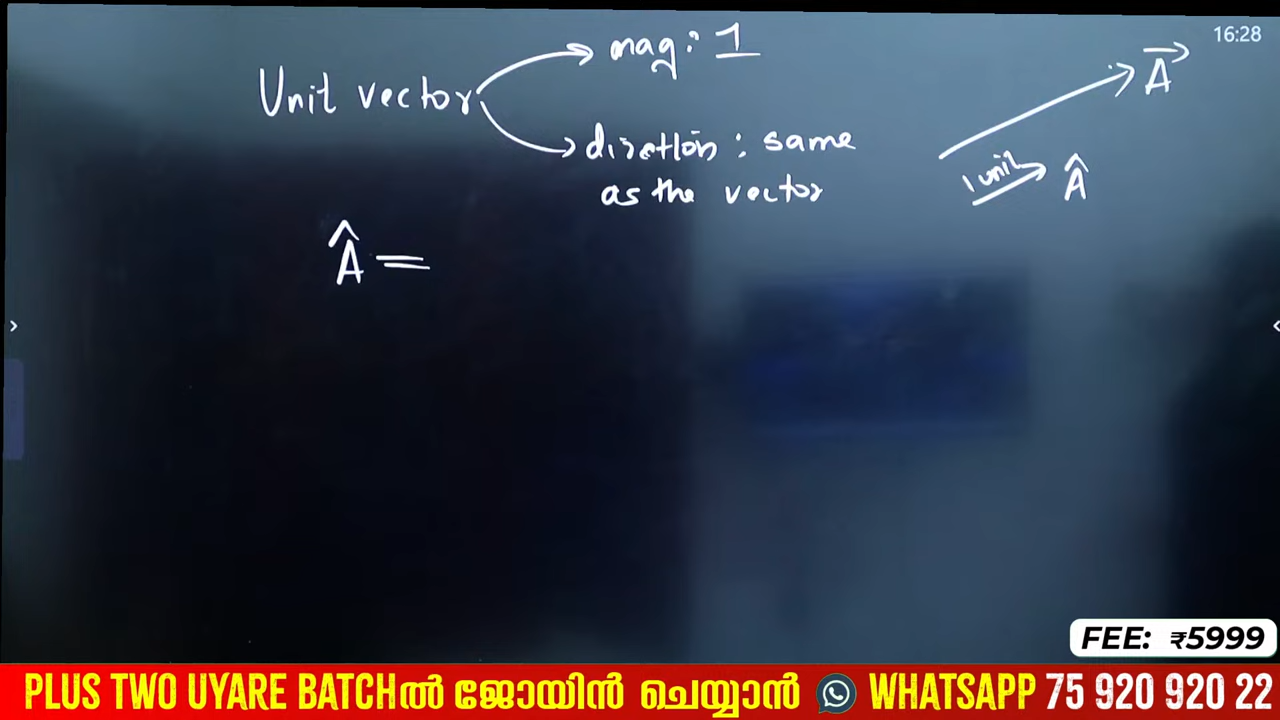 16:28
mag: 1
Unit vector
direction : same
as the vector
A⃗
1 unit
Â
Â =
FEE: ₹5999
PLUS TWO UYARE BATCHൽ ജോയിൻ ചെയ്യാൻ WHATSAPP 75 920 920 22